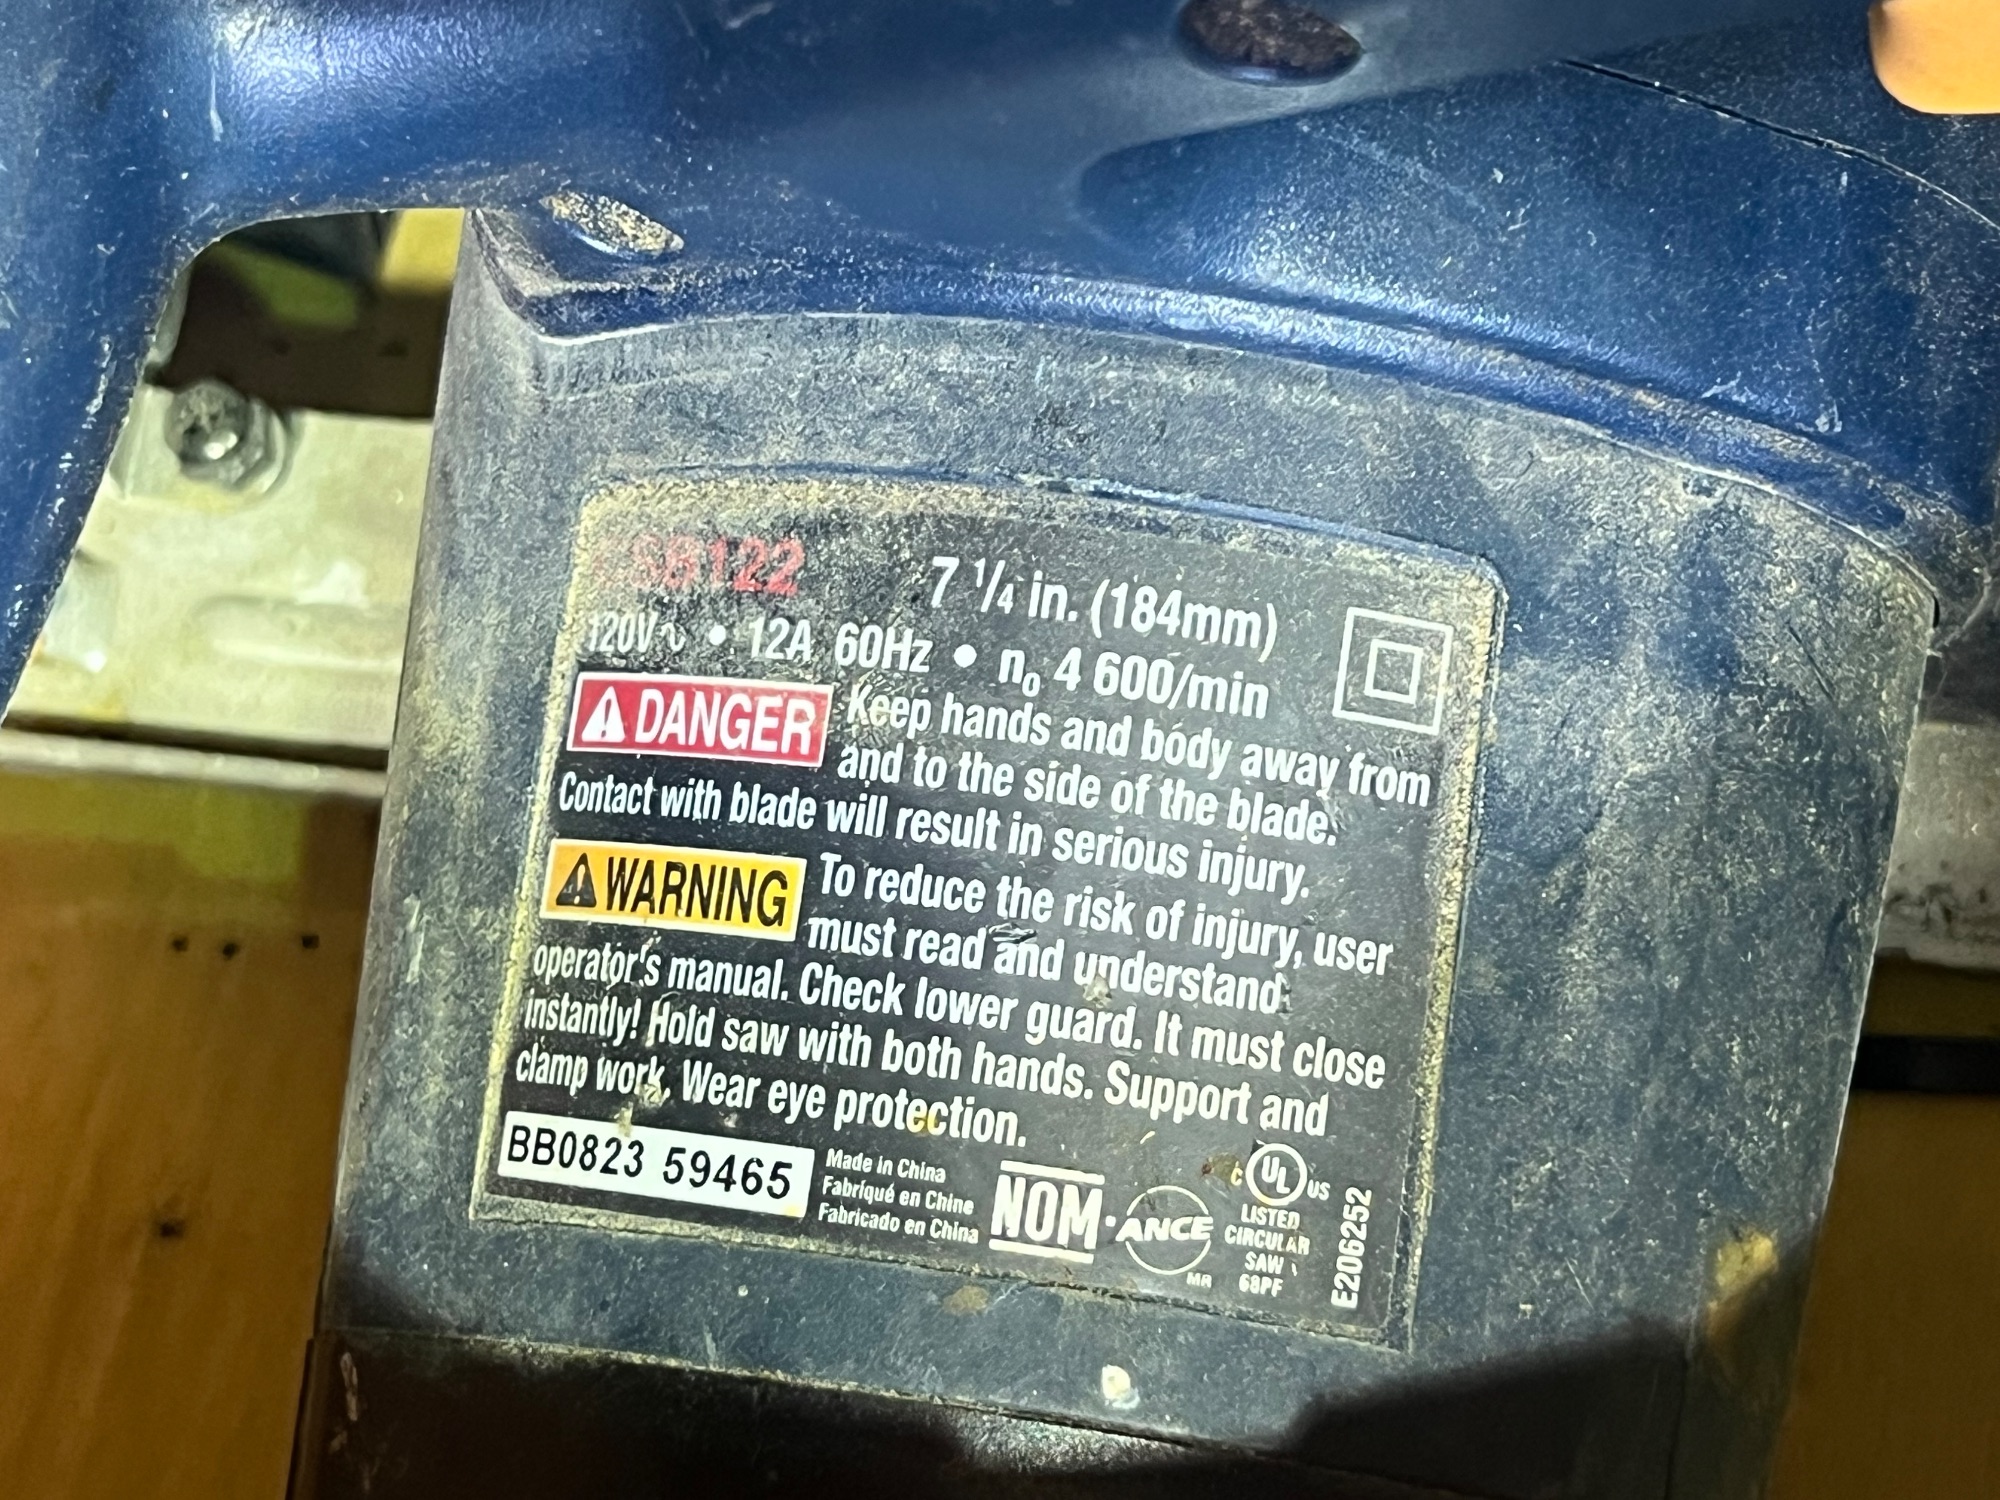 CSB122 7 1/4 in. (184mm)
120V~ • 12A 60Hz • n₀ 4 600/min
DANGER Keep hands and body away from
and to the side of the blade.
Contact with blade will result in serious injury.
WARNING To reduce the risk of injury, user
must read and understand
operator's manual. Check lower guard. It must close
instantly! Hold saw with both hands. Support and
clamp work. Wear eye protection.
BB0823 59465
Made in China
Fabriqué en Chine
Fabricado en China
NOM • ANCE
MR
C UL US
LISTED
CIRCULAR
SAW
68PF
E206252